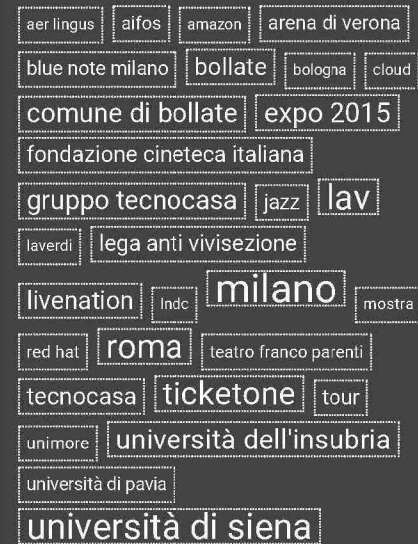 aer lingus aifos amazon arena di verona
blue note milano bollate bologna cloud
comune di bollate expo 2015
fondazione cineteca italiana
gruppo tecnocasa jazz lav
laverdi lega anti vivisezione
livenation lndc milano mostra
red hat roma teatro franco parenti
tecnocasa ticketone tour
unimore università dell'insubria
università di pavia
università di siena